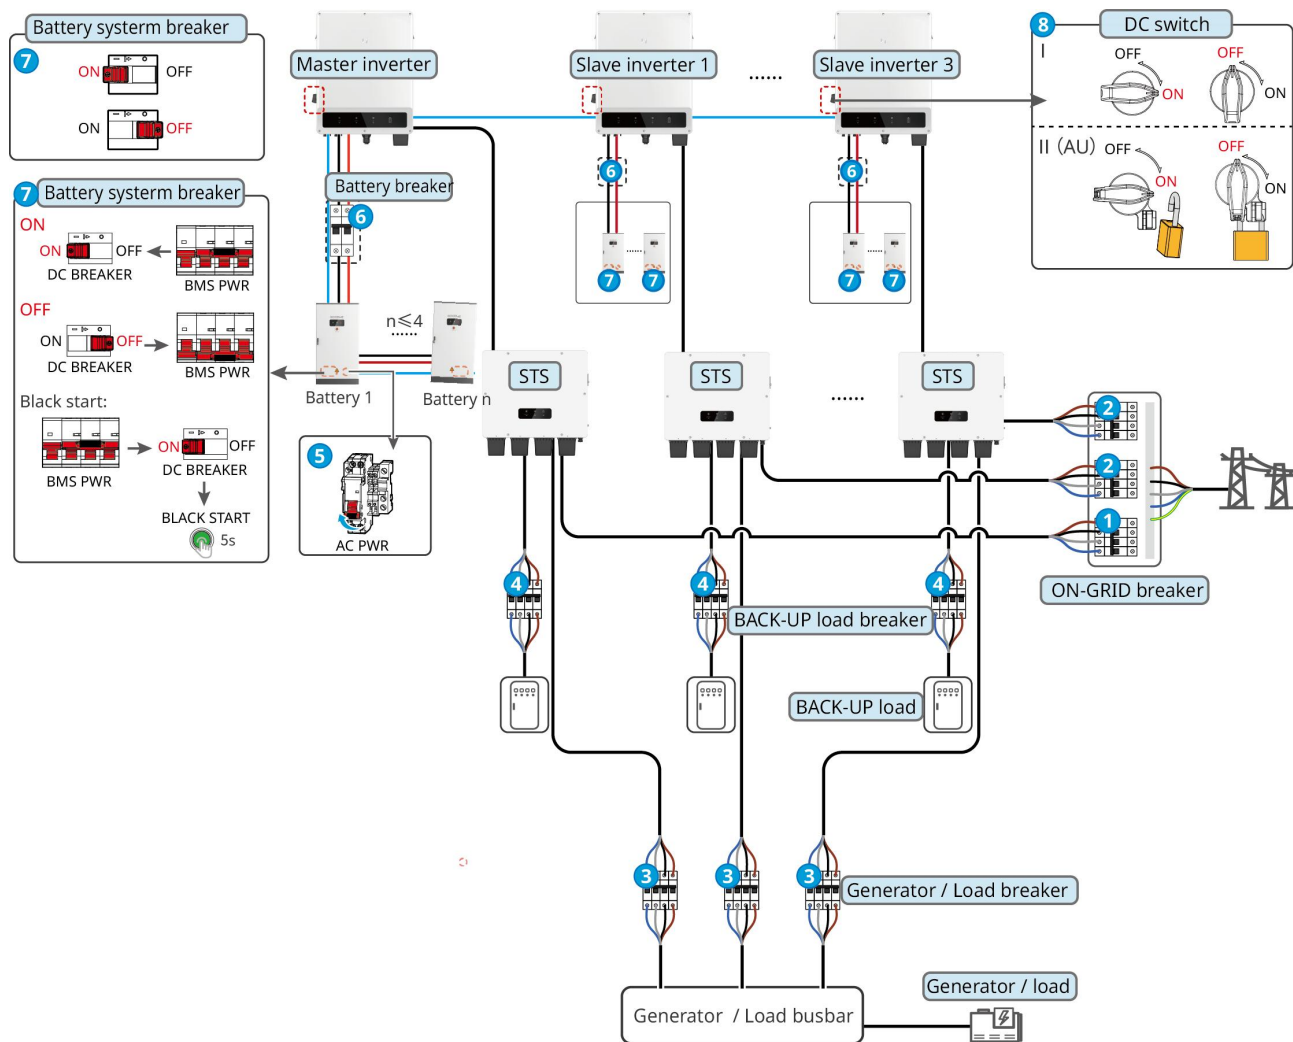 Battery systerm breaker
7
ON
OFF
ON
OFF
Master inverter
Slave inverter 1
......
Slave inverter 3
8
DC switch
I
OFF
ON
OFF
ON
II (AU)
OFF
ON
OFF
ON
7
Battery systerm breaker
ON
ON
OFF
DC BREAKER
BMS PWR
OFF
ON
OFF
DC BREAKER
BMS PWR
Black start:
BMS PWR
ON
OFF
DC BREAKER
BLACK START
5s
Battery breaker
6
6
6
7
......
7
7
......
7
n≤4
......
Battery 1
Battery n
5
AC PWR
STS
STS
......
STS
2
2
1
ON-GRID breaker
4
4
4
BACK-UP load breaker
BACK-UP load
3
3
3
Generator / Load breaker
Generator / Load busbar
Generator / load